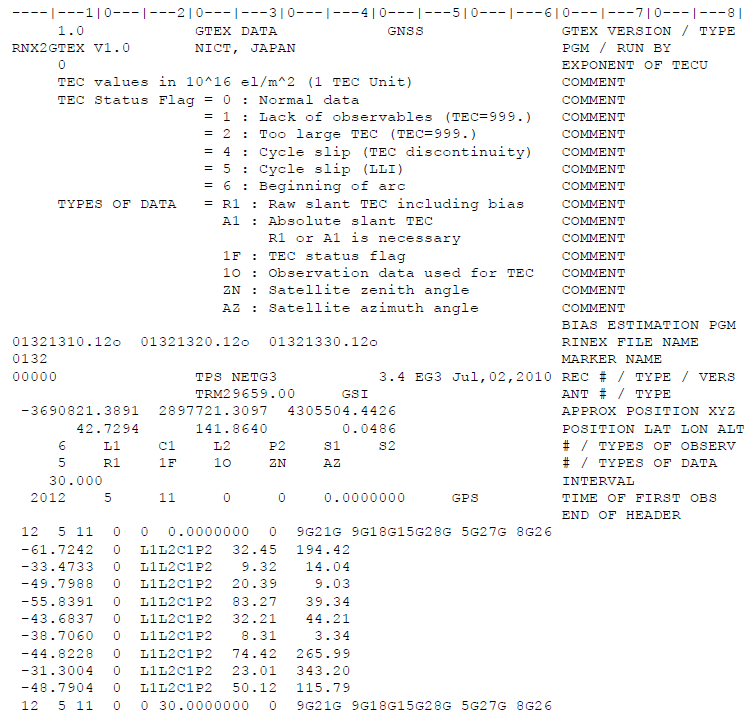 ----|---1|0---|---2|0---|---3|0---|---4|0---|---5|0---|---6|0---|---7|0---|---8|
     1.0            GTEX DATA            GNSS               GTEX VERSION / TYPE
RNX2GTEX V1.0       NICT, JAPAN                             PGM / RUN BY
     0                                                      EXPONENT OF TECU
     TEC values in 10^16 el/m^2 (1 TEC Unit)                COMMENT
     TEC Status Flag = 0 : Normal data                      COMMENT
                     = 1 : Lack of observables (TEC=999.)   COMMENT
                     = 2 : Too large TEC (TEC=999.)         COMMENT
                     = 4 : Cycle slip (TEC discontinuity)   COMMENT
                     = 5 : Cycle slip (LLI)                 COMMENT
                     = 6 : Beginning of arc                 COMMENT
     TYPES OF DATA   = R1 : Raw slant TEC including bias    COMMENT
                       A1 : Absolute slant TEC              COMMENT
                            R1 or A1 is necessary           COMMENT
                       1F : TEC status flag                 COMMENT
                       1O : Observation data used for TEC   COMMENT
                       ZN : Satellite zenith angle          COMMENT
                       AZ : Satellite azimuth angle         COMMENT
                                                            BIAS ESTIMATION PGM
01321310.12o  01321320.12o  01321330.12o                    RINEX FILE NAME
0132                                                        MARKER NAME
00000               TPS NETG3           3.4 EG3 Jul,02,2010 REC # / TYPE / VERS
                    TRM29659.00     GSI                     ANT # / TYPE
 -3690821.3891  2897721.3097  4305504.4426                  APPROX POSITION XYZ
       42.7294      141.8640        0.0486                  POSITION LAT LON ALT
     6    L1    C1    L2    P2    S1    S2                  # / TYPES OF OBSERV
     5    R1    1F    1O    ZN    AZ                        # / TYPES OF DATA
    30.000                                                  INTERVAL
  2012     5    11     0     0    0.0000000     GPS         TIME OF FIRST OBS
                                                            END OF HEADER
 12  5 11  0  0  0.0000000  0  9G21G 9G18G15G28G 5G27G 8G26
 -61.7242  0  L1L2C1P2  32.45  194.42
 -33.4733  0  L1L2C1P2   9.32   14.04
 -49.7988  0  L1L2C1P2  20.39    9.03
 -55.8391  0  L1L2C1P2  83.27   39.34
 -43.6837  0  L1L2C1P2  32.21   44.21
 -38.7060  0  L1L2C1P2   8.31    3.34
 -44.8228  0  L1L2C1P2  74.42  265.99
 -31.3004  0  L1L2C1P2  23.01  343.20
 -48.7904  0  L1L2C1P2  50.12  115.79
 12  5 11  0  0 30.0000000  0  9G21G 9G18G15G28G 5G27G 8G26